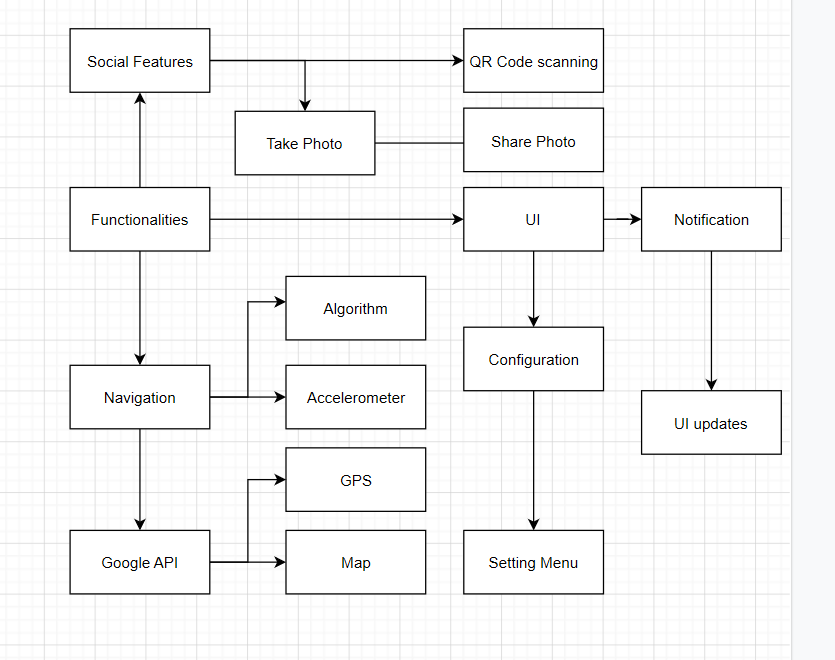 Social Features
QR Code scanning
Take Photo
Share Photo
Functionalities
UI
Notification
Algorithm
Configuration
Navigation
Accelerometer
UI updates
GPS
Google API
Map
Setting Menu